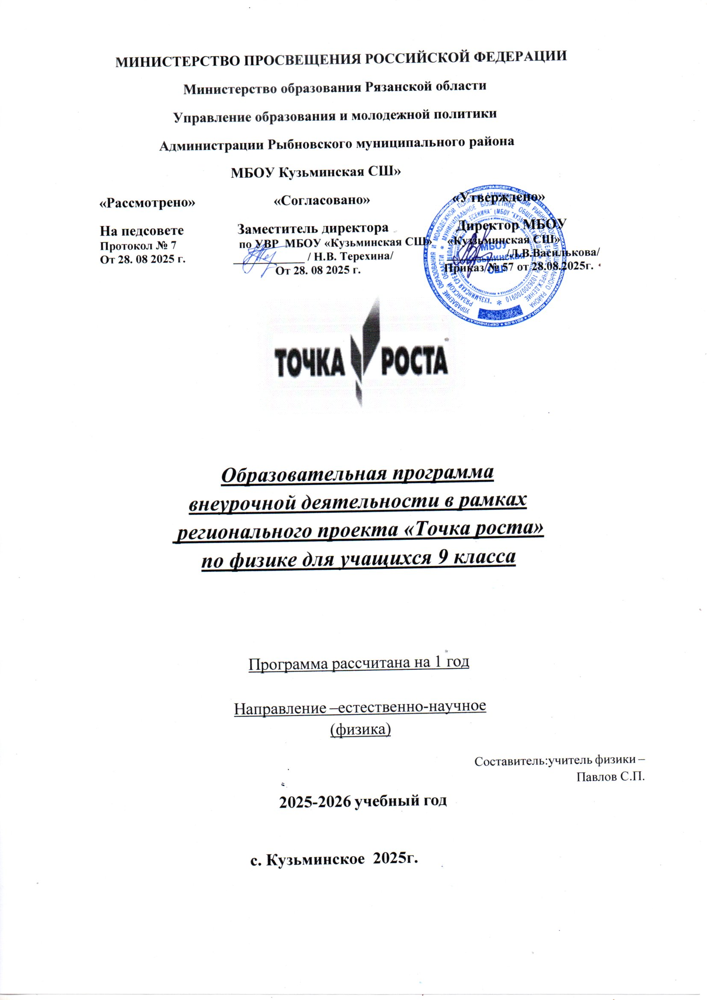 МИНИСТЕРСТВО ПРОСВЕЩЕНИЯ РОССИЙСКОЙ ФЕДЕРАЦИИ
Министерство образования Рязанской области
Управление образования и молодежной политики
Администрации Рыбновского муниципального района
МБОУ Кузьминская СШ»
«Рассмотрено» «Согласовано» «Утверждено»
На педсовете Заместитель директора Директор МБОУ
Протокол № 7 по УВР МБОУ «Кузьминская СШ» «Кузьминская СШ»
От 28. 08 2025 г. ____________ / Н.В. Терехина/ __________/Л.В.Василькова/
От 28. 08 2025 г. Приказ № 57 от 28.08.2025г.
МБОУ
СШ»
ТОЧКА РОСТА
Образовательная программа
внеурочной деятельности в рамках
регионального проекта «Точка роста»
по физике для учащихся 9 класса
Программа рассчитана на 1 год
Направление –естественно-научное
(физика)
Составитель:учитель физики –
Павлов С.П.
2025-2026 учебный год
с. Кузьминское 2025г.